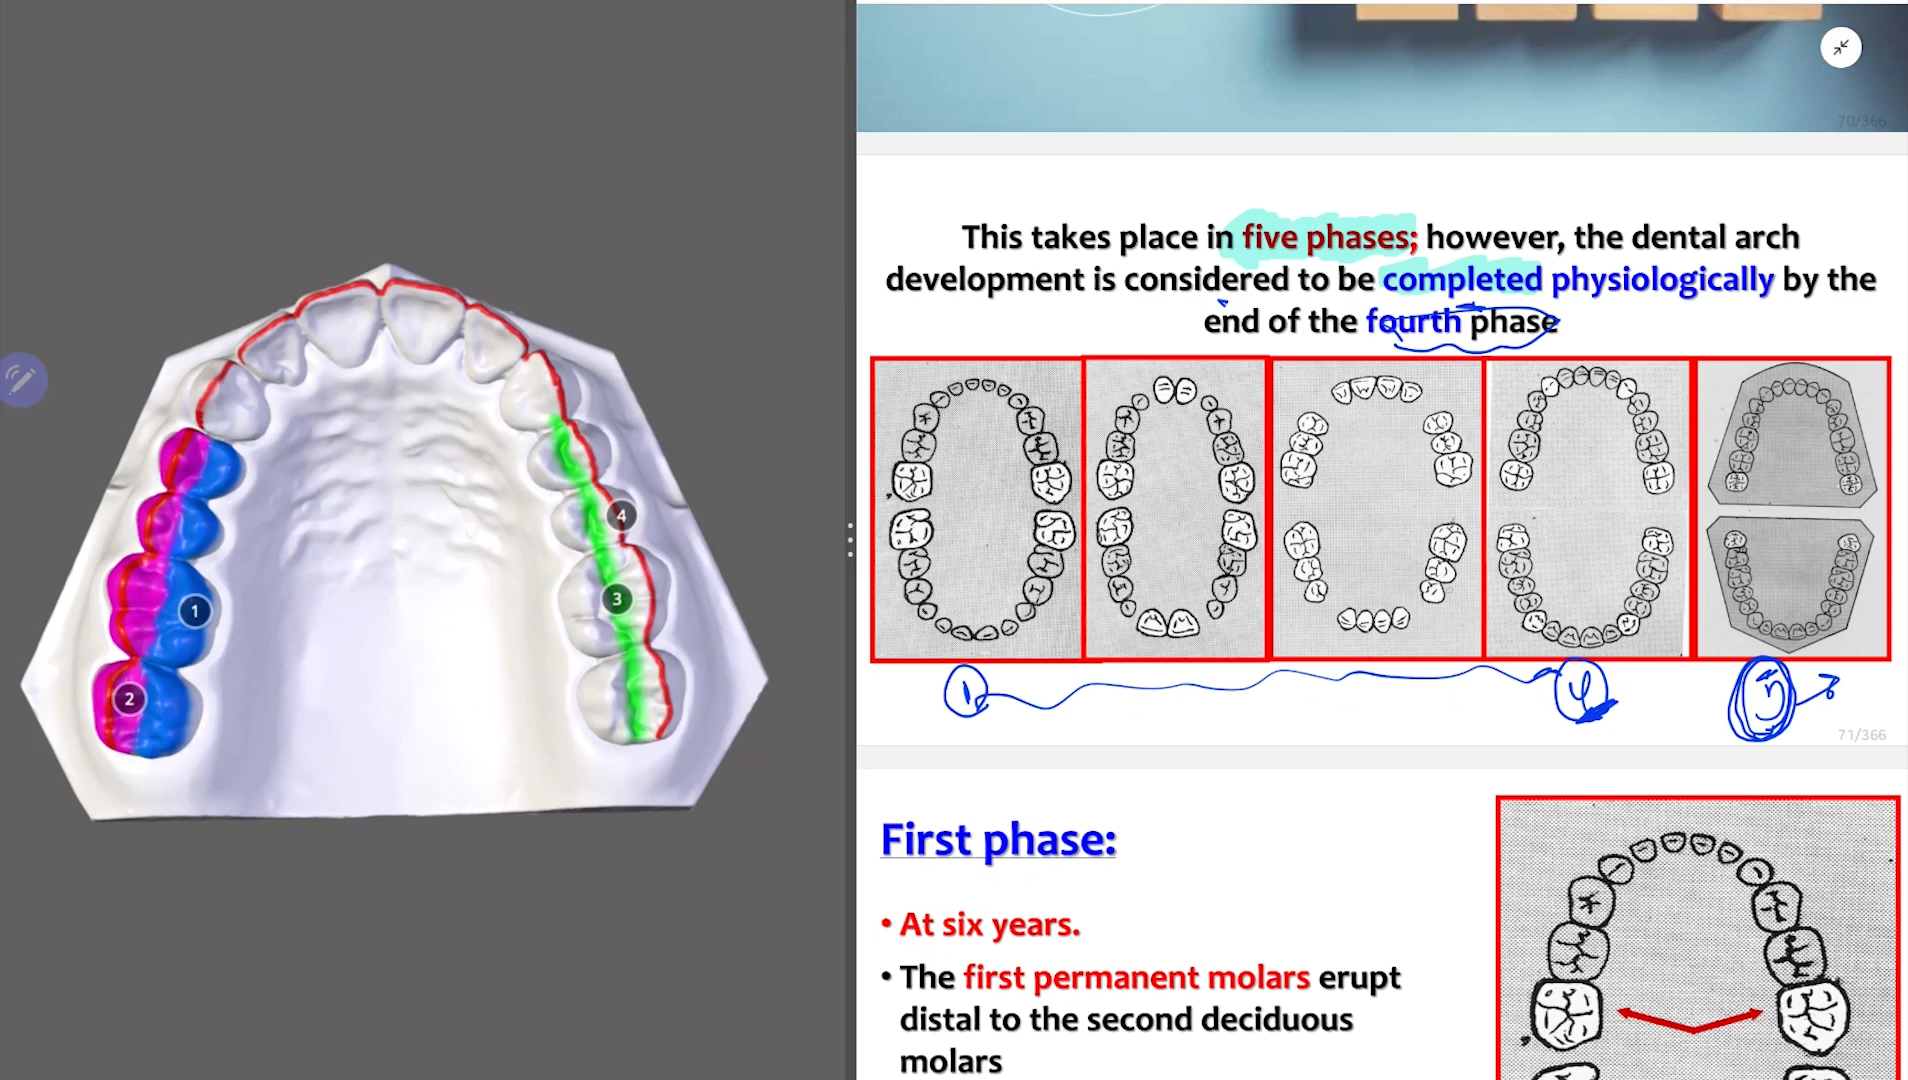 70/366
This takes place in five phases; however, the dental arch
development is considered to be completed physiologically by the
end of the fourth phase
4
3
1
2
1
4
5
71/366
First phase:
• At six years.
• The first permanent molars erupt
distal to the second deciduous
molars